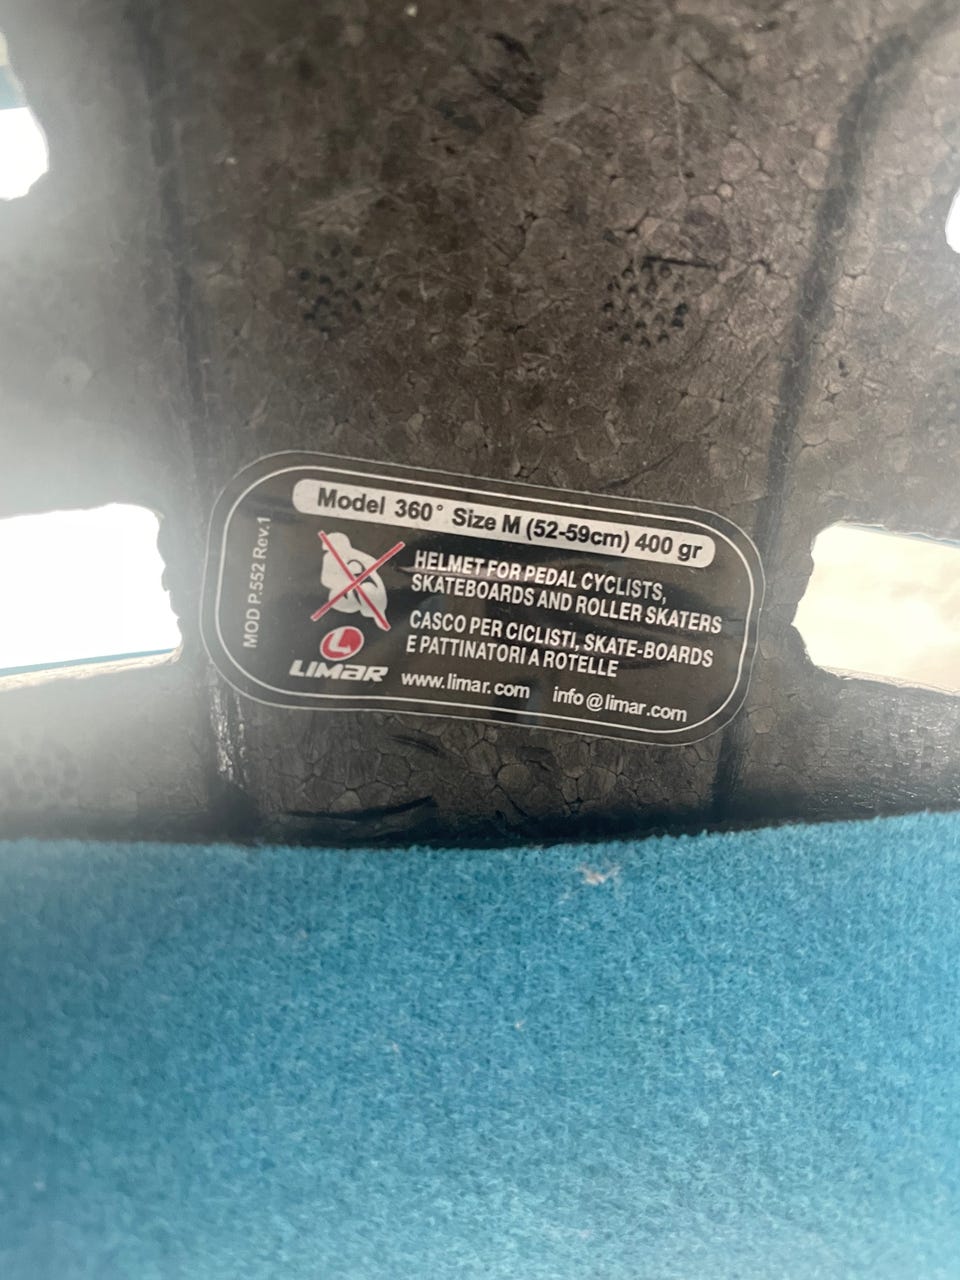 Model 360° Size M (52-59cm) 400 gr
MOD P.552 Rev.1
HELMET FOR PEDAL CYCLISTS,
SKATEBOARDS AND ROLLER SKATERS
CASCO PER CICLISTI, SKATE-BOARDS
E PATTINATORI A ROTELLE
LIMAR
www.limar.com info@limar.com